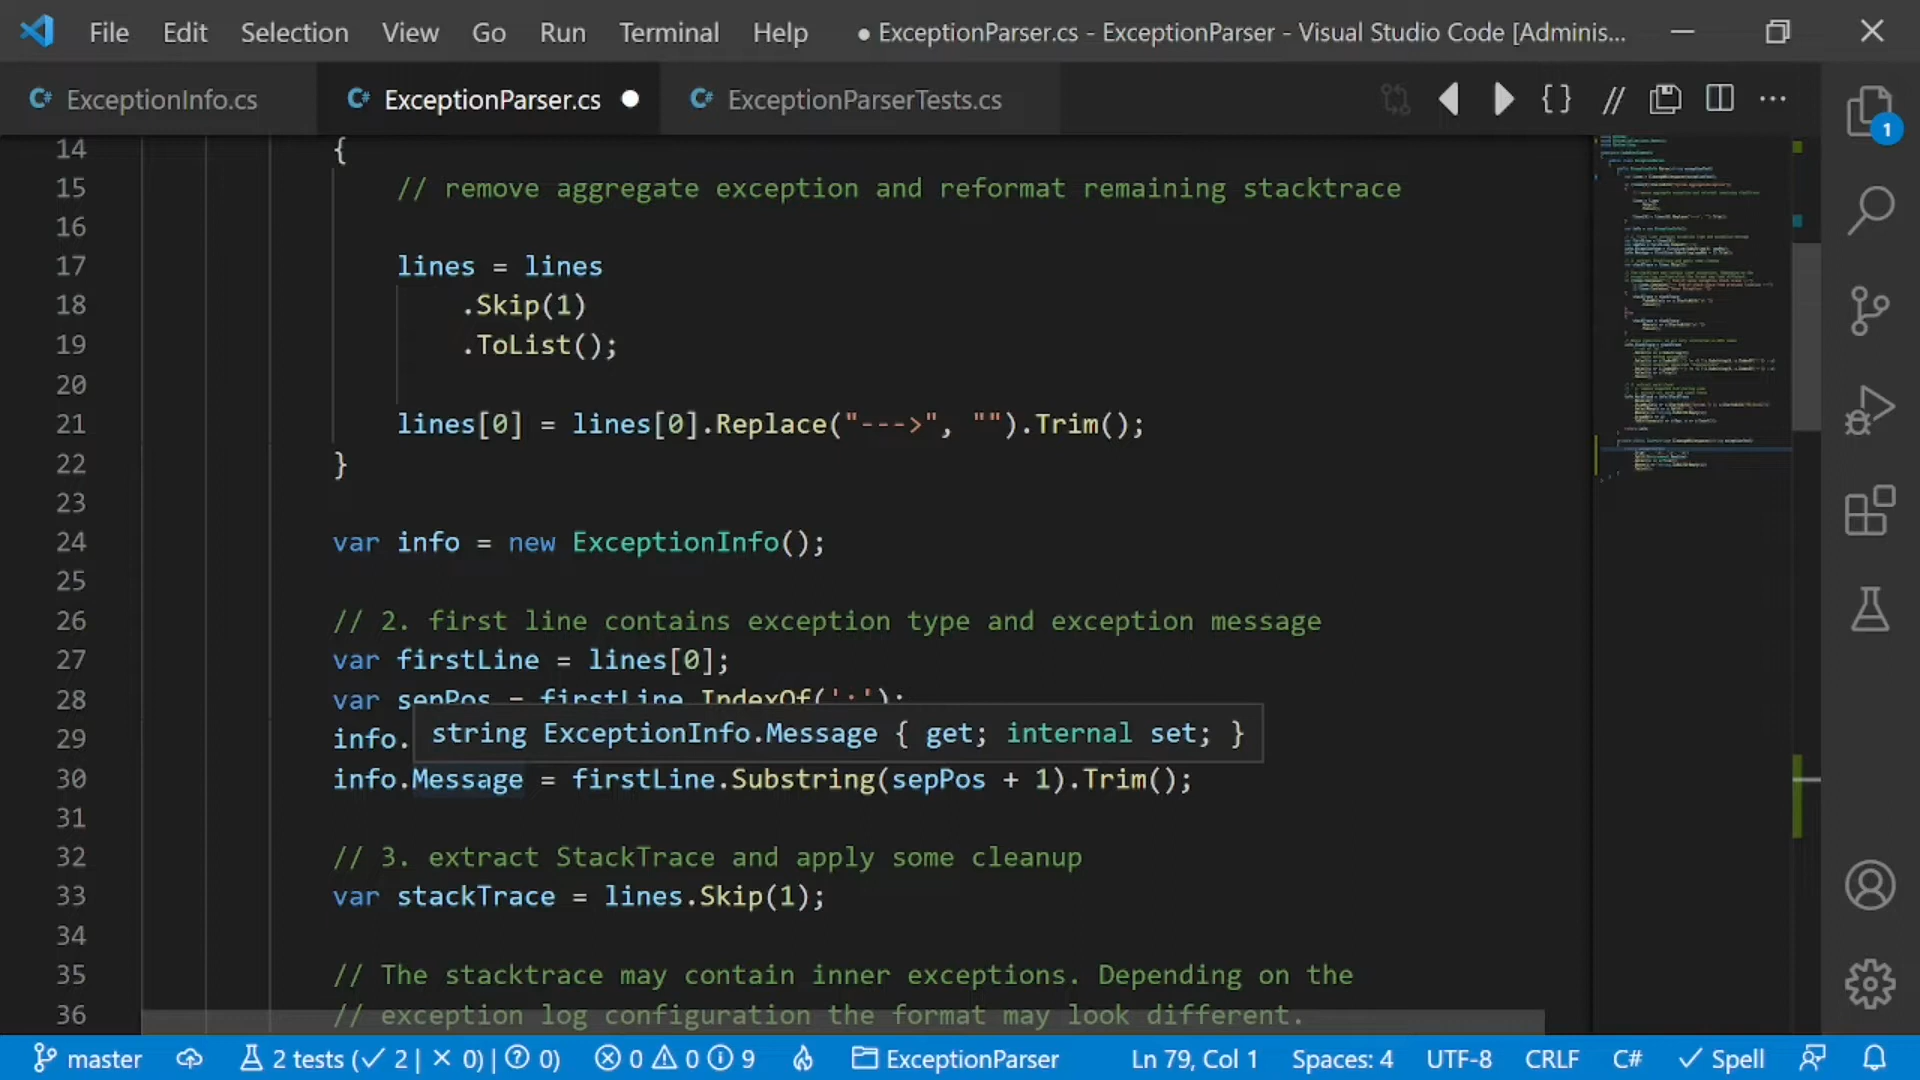 File Edit Selection View Go Run Terminal Help ● ExceptionParser.cs - ExceptionParser - Visual Studio Code [Adminis...
C# ExceptionInfo.cs C# ExceptionParser.cs ● C# ExceptionParserTests.cs
1
14 {
15 // remove aggregate exception and reformat remaining stacktrace
16
17 lines = lines
18 .Skip(1)
19 .ToList();
20
21 lines[0] = lines[0].Replace("--->", "").Trim();
22 }
23
24 var info = new ExceptionInfo();
25
26 // 2. first line contains exception type and exception message
27 var firstLine = lines[0];
28 var sepPos = firstLine.IndexOf(':');
string ExceptionInfo.Message { get; internal set; }
29 info.
30 info.Message = firstLine.Substring(sepPos + 1).Trim();
31
32 // 3. extract StackTrace and apply some cleanup
33 var stackTrace = lines.Skip(1);
34
35 // The stacktrace may contain inner exceptions. Depending on the
36 // exception log configuration the format may look different.
master 2 tests (✓ 2 | × 0) | ? 0) 0 0 9 ExceptionParser Ln 79, Col 1 Spaces: 4 UTF-8 CRLF C# ✓ Spell